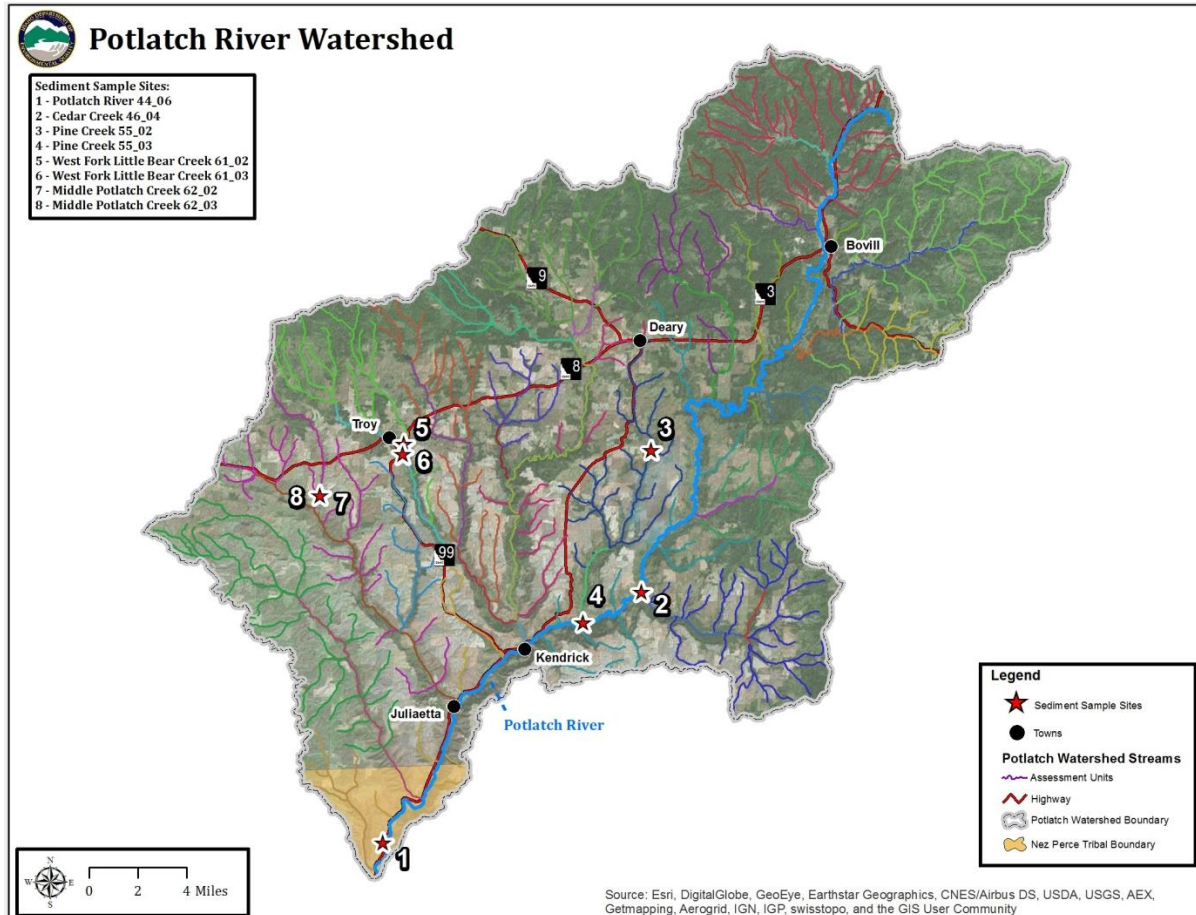 Potlatch River Watershed
Sediment Sample Sites:
1 - Potlatch River 44_06
2 - Cedar Creek 46_04
3 - Pine Creek 55_02
4 - Pine Creek 55_03
5 - West Fork Little Bear Creek 61_02
6 - West Fork Little Bear Creek 61_03
7 - Middle Potlatch Creek 62_02
8 - Middle Potlatch Creek 62_03
Bovill
9
3
Deary
8
Troy
5
3
6
8
7
99
4
2
Kendrick
Juliaetta
Potlatch River
1
Legend
Sediment Sample Sites
Towns
Potlatch Watershed Streams
Assessment Units
Highway
Potlatch Watershed Boundary
Nez Perce Tribal Boundary
N
W
E
S
0 2 4 Miles
Source: Esri, DigitalGlobe, GeoEye, Earthstar Geographics, CNES/Airbus DS, USDA, USGS, AEX,
Getmapping, Aerogrid, IGN, IGP, swisstopo, and the GIS User Community